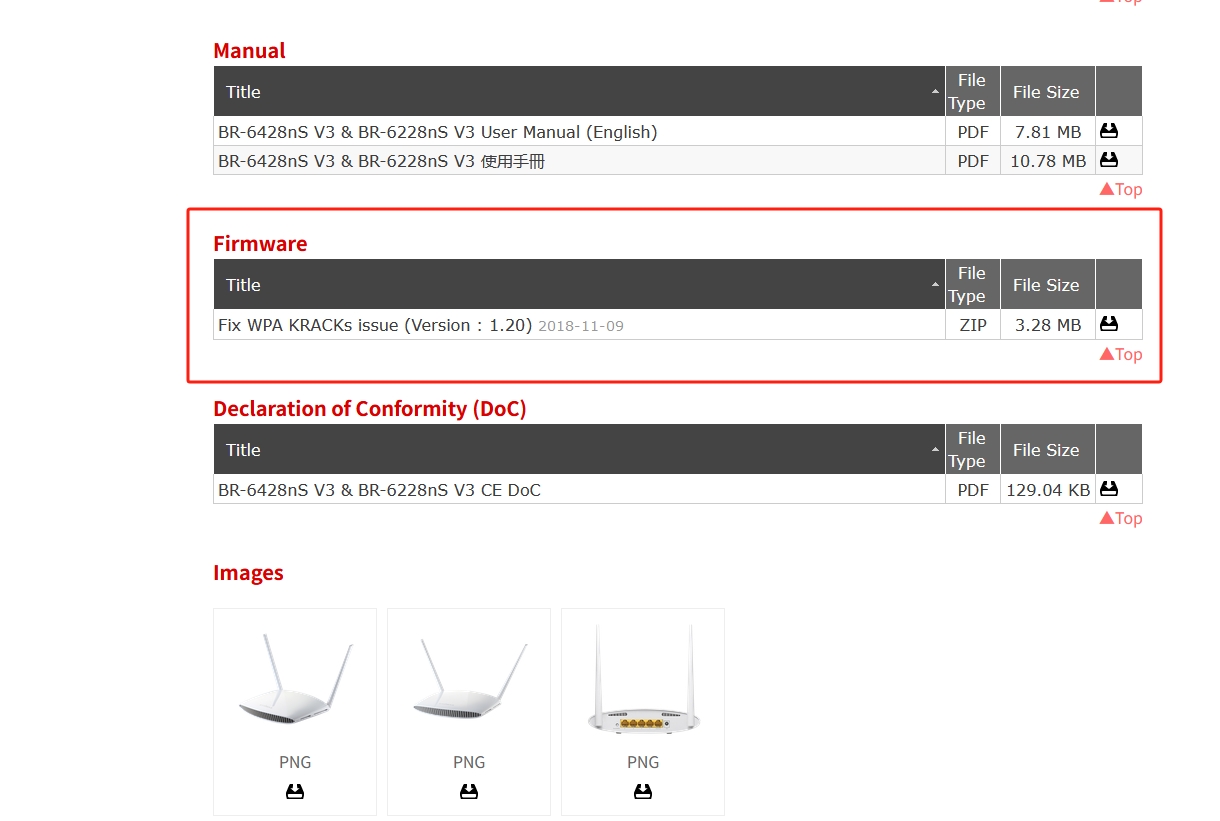 ▲Top
Manual
Title File Type File Size
BR-6428nS V3 & BR-6228nS V3 User Manual (English) PDF 7.81 MB
BR-6428nS V3 & BR-6228nS V3 使用手冊 PDF 10.78 MB
▲Top
Firmware
Title File Type File Size
Fix WPA KRACKs issue (Version : 1.20) 2018-11-09 ZIP 3.28 MB
▲Top
Declaration of Conformity (DoC)
Title File Type File Size
BR-6428nS V3 & BR-6228nS V3 CE DoC PDF 129.04 KB
▲Top
Images
PNG PNG PNG